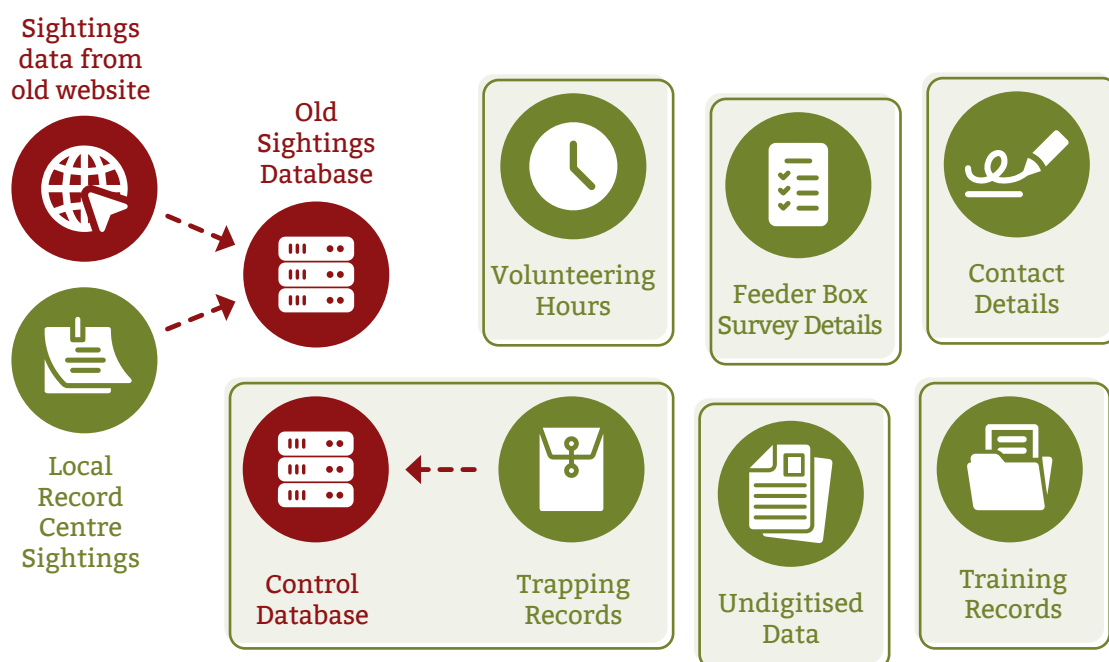 Sightings
data from
old website
Old
Sightings
Database
Volunteering
Hours
Feeder Box
Survey Details
Contact
Details
Local
Record
Centre
Sightings
Control
Database
Trapping
Records
Undigitised
Data
Training
Records